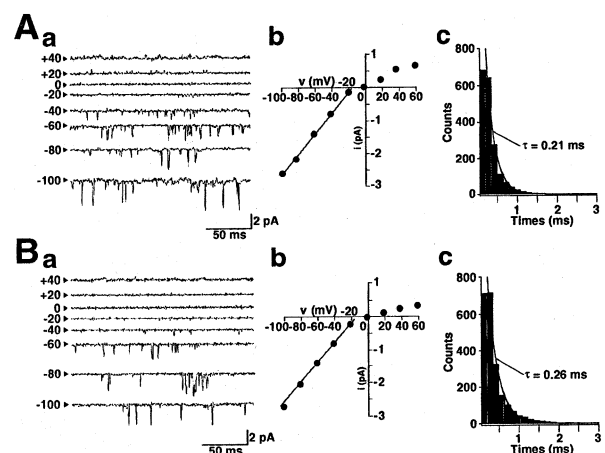 A
a
+40
+20
0
-20
-40
-60
-80
-100
2 pA
50 ms
b
1
v (mV) -20
-100-80 -60 -40 0 20 40 60
-1
i (pA)
-2
-3
c
800
600
400
200
0
Counts
τ = 0.21 ms
1 2 3
Times (ms)
B
a
+40
+20
0
-20
-40
-60
-80
-100
2 pA
50 ms
b
1
v (mV) -20
-100-80 -60 -40 0 20 40 60
-1
i (pA)
-2
-3
c
800
600
400
200
0
Counts
τ = 0.26 ms
1 2 3
Times (ms)